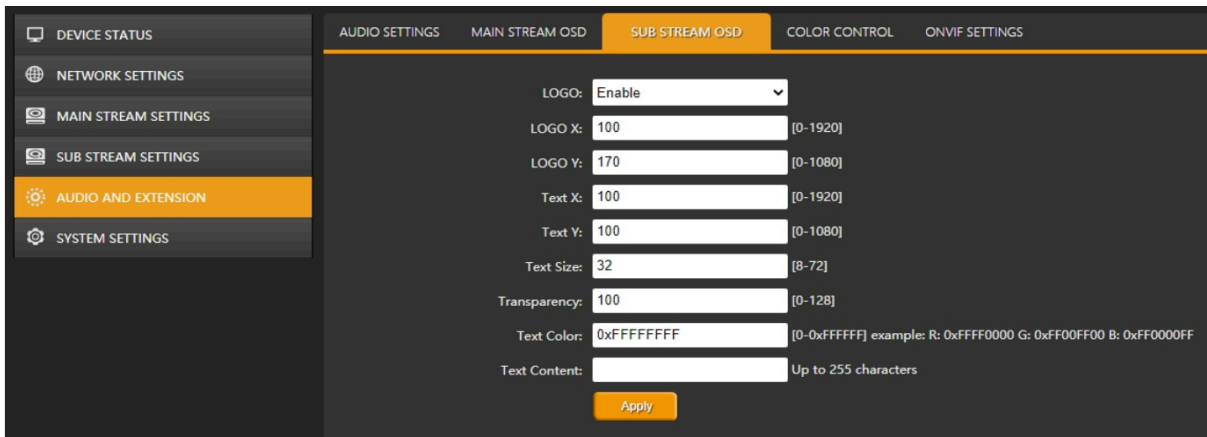 DEVICE STATUS
NETWORK SETTINGS
MAIN STREAM SETTINGS
SUB STREAM SETTINGS
AUDIO AND EXTENSION
SYSTEM SETTINGS
AUDIO SETTINGS MAIN STREAM OSD SUB STREAM OSD COLOR CONTROL ONVIF SETTINGS
LOGO: Enable
LOGO X: 100 [0-1920]
LOGO Y: 170 [0-1080]
Text X: 100 [0-1920]
Text Y: 100 [0-1080]
Text Size: 32 [8-72]
Transparency: 100 [0-128]
Text Color: 0xFFFFFFFF [0-0xFFFFFF] example: R: 0xFFFF0000 G: 0xFF00FF00 B: 0xFF0000FF
Text Content: Up to 255 characters
Apply